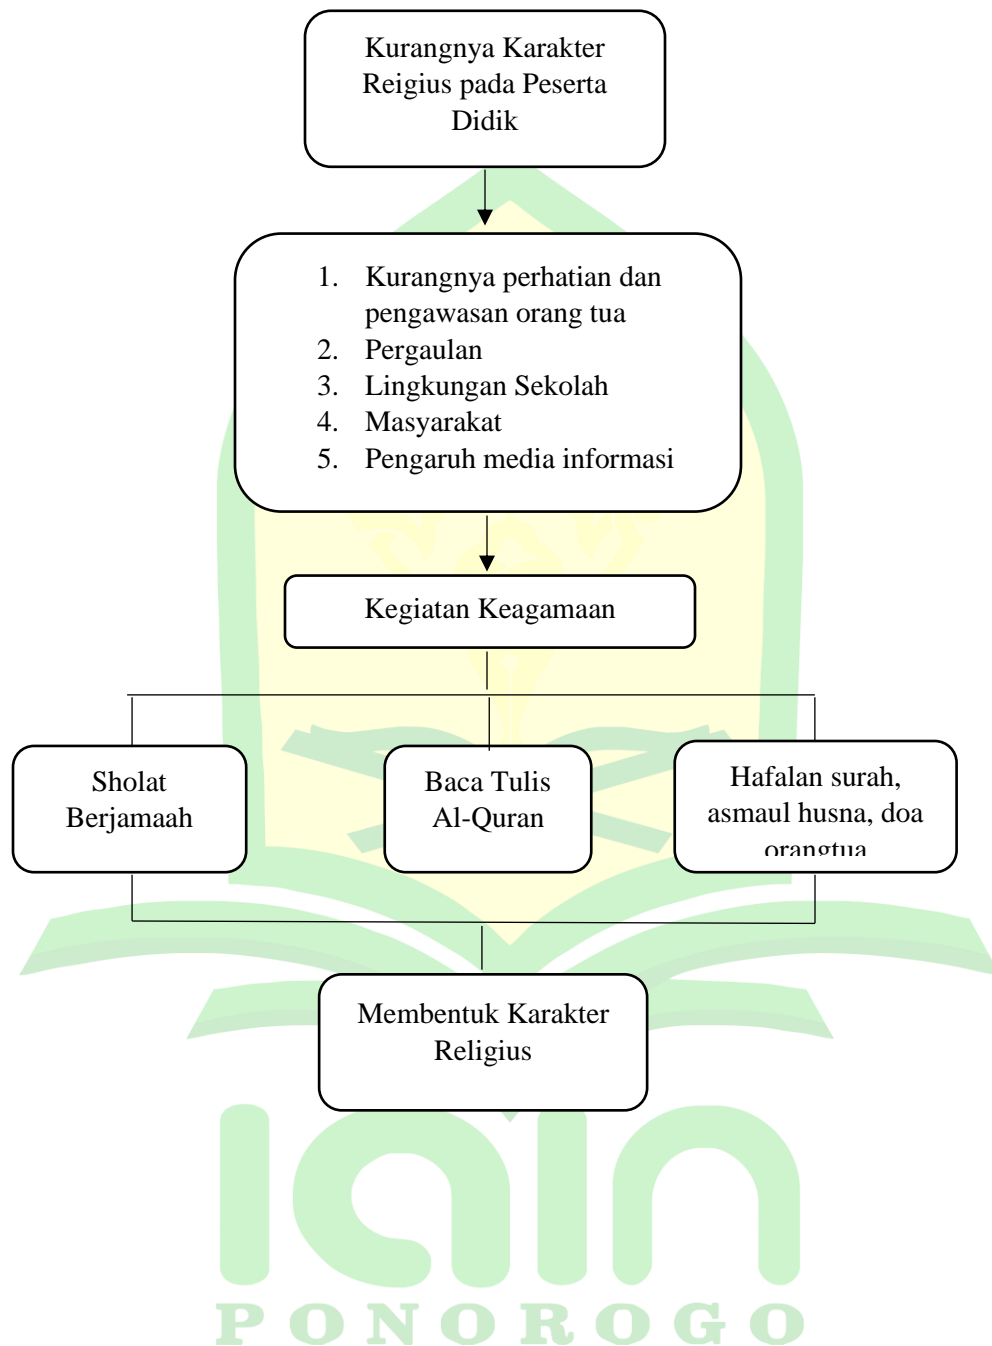 Kurangnya Karakter
Reigius pada Peserta
Didik
1. Kurangnya perhatian dan
pengawasan orang tua
2. Pergaulan
3. Lingkungan Sekolah
4. Masyarakat
5. Pengaruh media informasi
Kegiatan Keagamaan
Sholat
Berjamaah
Baca Tulis
Al-Quran
Hafalan surah,
asmaul husna, doa
orangtua
Membentuk Karakter
Religius
iain
PONOROGO